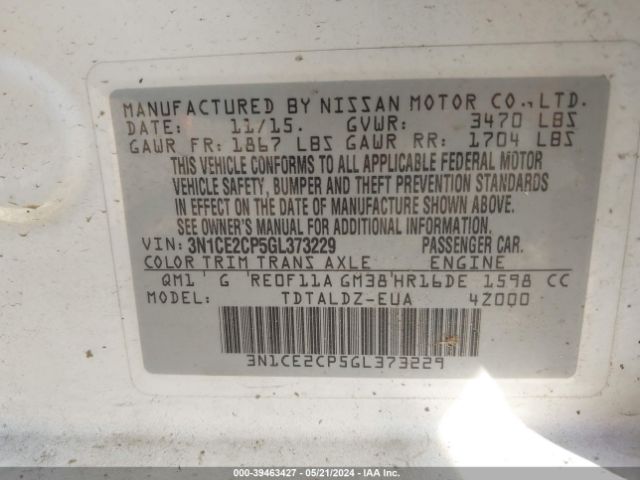 MANUFACTURED BY NISSAN MOTOR CO., LTD.
DATE: 11/15. GVWR: 3470 LBS
GAWR FR: 1867 LBS GAWR RR: 1704 LBS
THIS VEHICLE CONFORMS TO ALL APPLICABLE FEDERAL MOTOR
VEHICLE SAFETY, BUMPER AND THEFT PREVENTION STANDARDS
IN EFFECT ON THE DATE OF MANUFACTURE SHOWN ABOVE.
SEE OWNER'S MANUAL FOR ADDITIONAL INFORMATION.
VIN: 3N1CE2CP5GL373229 PASSENGER CAR.
COLOR TRIM TRANS AXLE ENGINE
QM1 ' G 'RE0F11A GM38'HR16DE 1598 CC
MODEL: TDTALDZ-EUA 4Z000
3N1CE2CP5GL373229
000-39463427 - 05/21/2024 - IAA Inc.